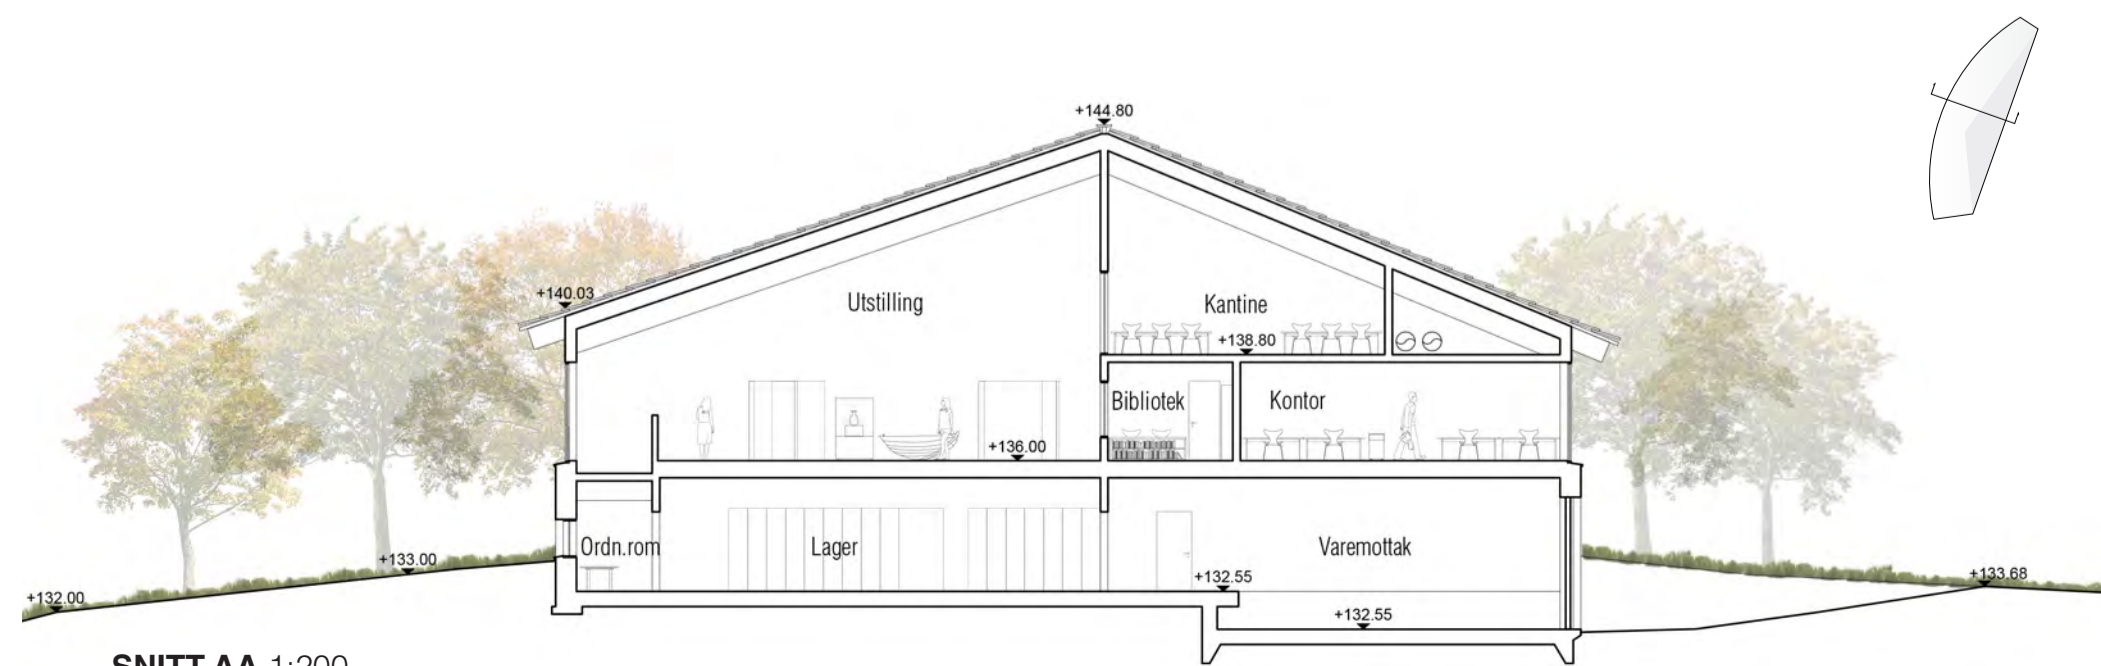 +144.80
+140.03
Utstilling
Kantine
+138.80
Bibliotek
Kontor
+136.00
Ordn.rom
Lager
Varemottak
+133.00
+132.00
+132.55
+133.68
+132.55
SNITT AA 1:200